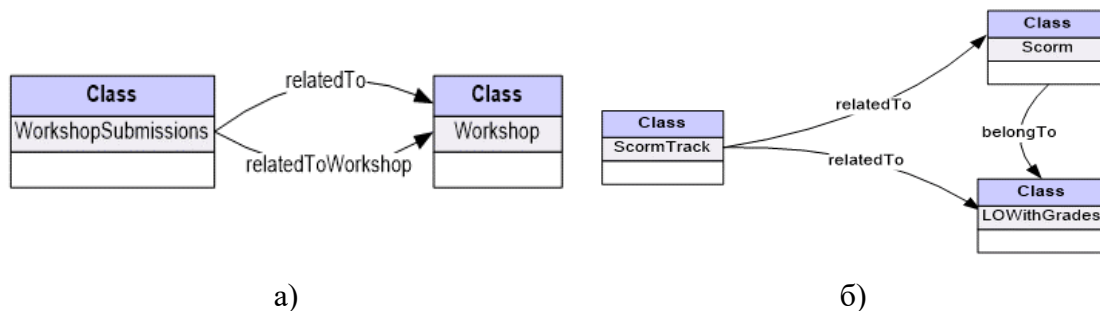 Class
WorkshopSubmissions
relatedTo
relatedToWorkshop
Class
Workshop
а)
Class
ScormTrack
relatedTo
relatedTo
Class
Scorm
belongTo
Class
LOWithGrades
б)